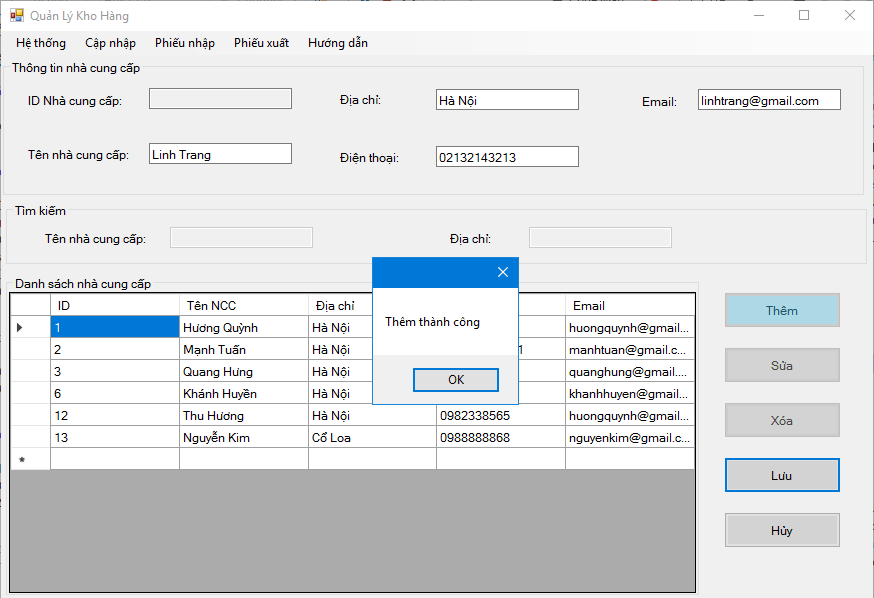 Quản Lý Kho Hàng
Hệ thống Cập nhập Phiếu nhập Phiếu xuất Hướng dẫn
Thông tin nhà cung cấp
ID Nhà cung cấp: Địa chỉ: Hà Nội Email: linhtrang@gmail.com
Tên nhà cung cấp: Linh Trang Điện thoại: 02132143213
Tìm kiếm
Tên nhà cung cấp: Địa chỉ:
Danh sách nhà cung cấp
ID Tên NCC Địa chỉ Email
1 Hương Quỳnh Hà Nội huongquynh@gmail...
2 Mạnh Tuấn Hà Nội 1 manhtuan@gmail.c...
3 Quang Hưng Hà Nội quanghung@gmail....
6 Khánh Huyền Hà Nội khanhhuyen@gmail...
12 Thu Hương Hà Nội 0982338565 huongquynh@gmail...
13 Nguyễn Kim Cổ Loa 0988888868 nguyenkim@gmail.c...
*
Thêm thành công
OK
Thêm
Sửa
Xóa
Lưu
Hủy